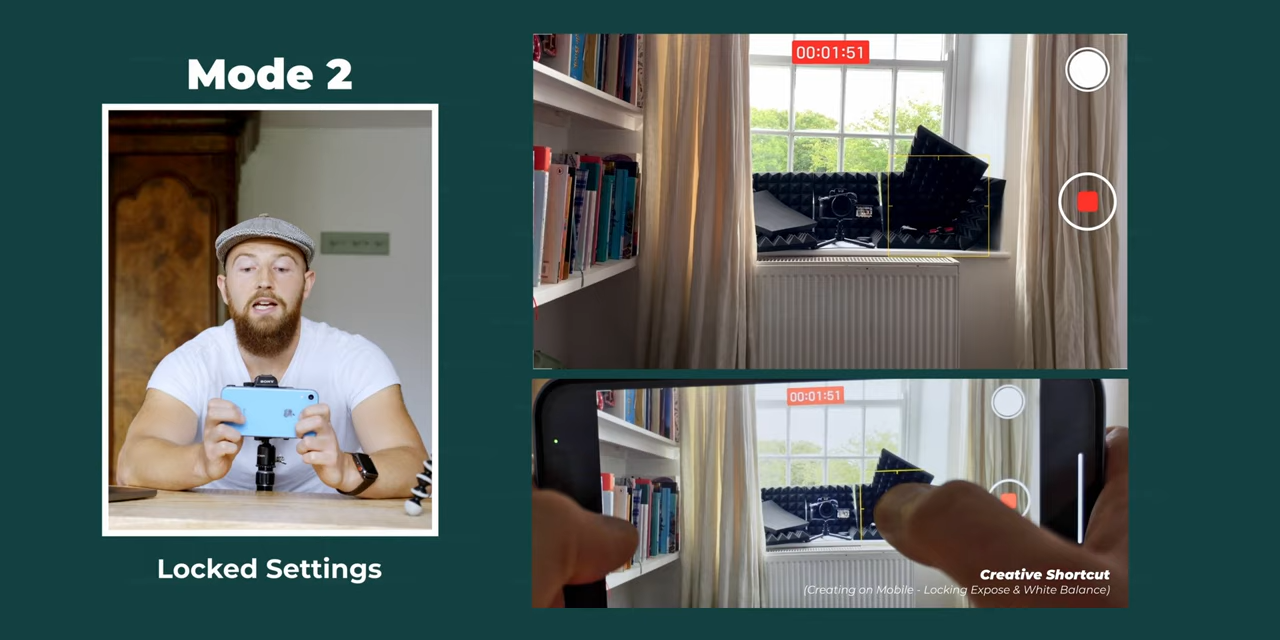 Mode 2
SONY
Locked Settings
00:01:51
00:01:51
Creative Shortcut
(Creating on Mobile - Locking Expose & White Balance)